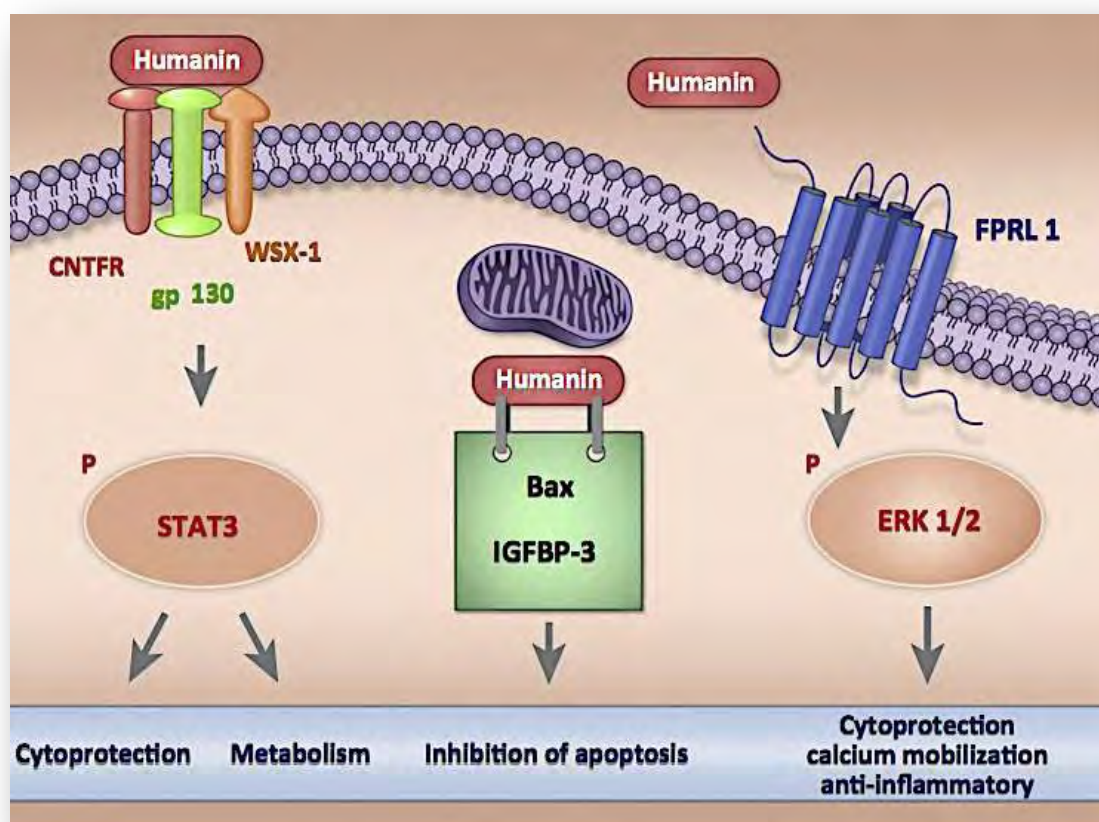 Humanin
Humanin
CNTFR
WSX-1
gp 130
FPRL 1
Humanin
P
STAT3
Bax
IGFBP-3
P
ERK 1/2
Cytoprotection
Metabolism
Inhibition of apoptosis
Cytoprotection
calcium mobilization
anti-inflammatory